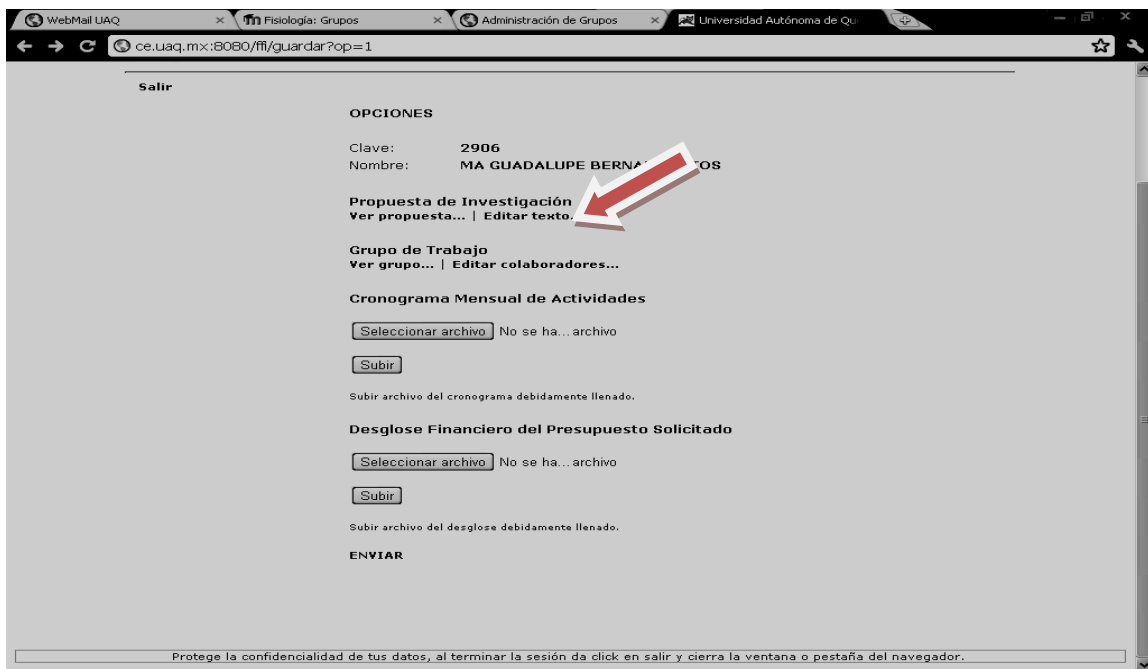 WebMail UAQ
Fisiología: Grupos
Administración de Grupos
Universidad Autónoma de Qu
ce.uaq.mx:8080/ffi/guardar?op=1
Salir
OPCIONES
Clave: 2906
Nombre: MA GUADALUPE
Propuesta de Investigación
Ver propuesta... | Editar texto.
Grupo de Trabajo
Ver grupo... | Editar colaboradores...
Cronograma Mensual de Actividades
Seleccionar archivo No se ha...archivo
Subir
Subir archivo del cronograma debidamente llenado.
Desglose Financiero del Presupuesto Solicitado
Seleccionar archivo No se ha...archivo
Subir
Subir archivo del desglose debidamente llenado.
ENVIAR
Protege la confidencialidad de tus datos, al terminar la sesión da click en salir y cierra la ventana o pestaña del navegador.